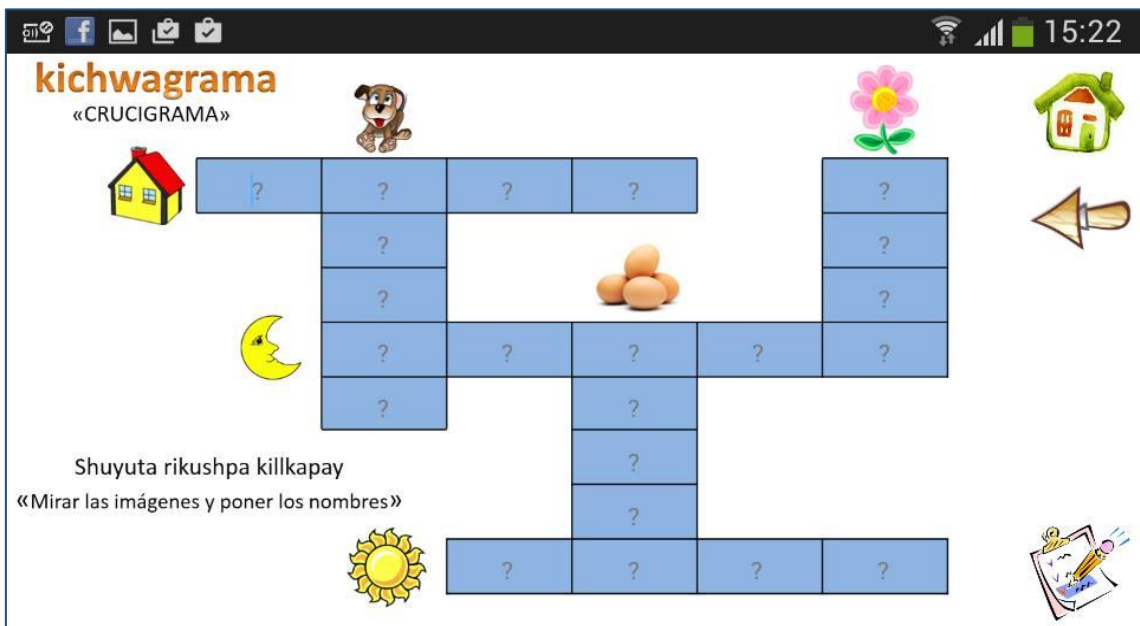 15:22
kichwagrama
«CRUCIGRAMA»
? ? ? ? ?
? ?
? ?
? ? ? ? ?
? ?
?
?
? ? ? ?
Shuyuta rikushpa killkapay
«Mirar las imágenes y poner los nombres»